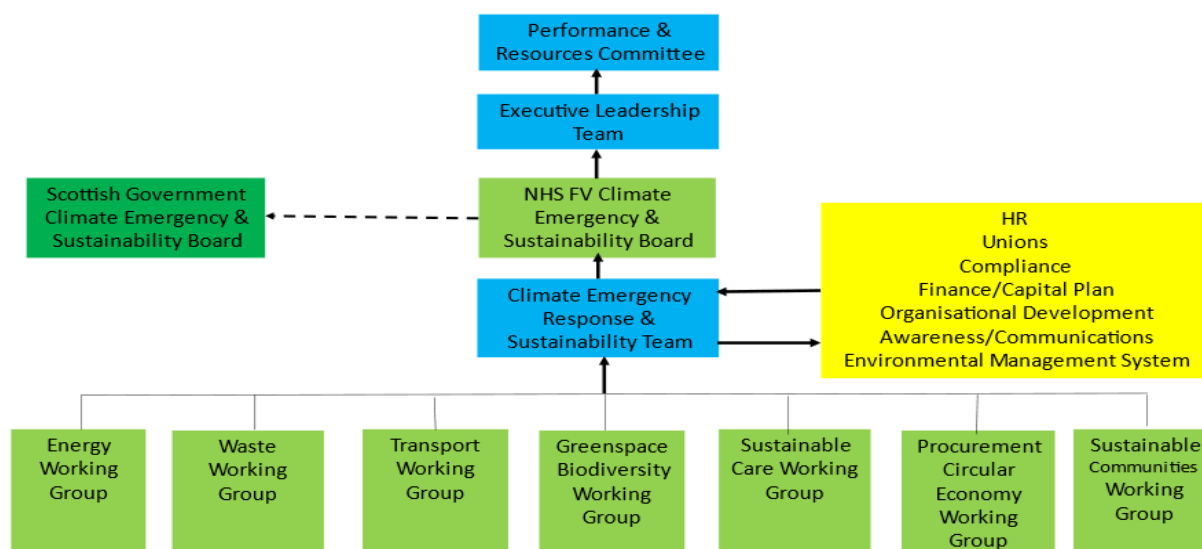 Performance &
Resources Committee
Executive Leadership
Team
Scottish Government
Climate Emergency &
Sustainability Board
NHS FV Climate
Emergency &
Sustainability Board
HR
Unions
Compliance
Finance/Capital Plan
Organisational Development
Awareness/Communications
Environmental Management System
Climate Emergency
Response &
Sustainability Team
Energy
Working
Group
Waste
Working
Group
Transport
Working
Group
Greenspace
Biodiversity
Working
Group
Sustainable
Care Working
Group
Procurement
Circular
Economy
Working
Group
Sustainable
Communities
Working
Group